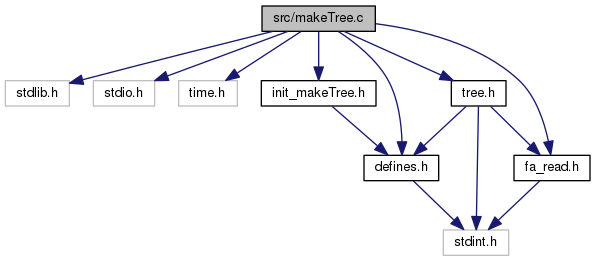 src/makeTree.c
stdlib.h
stdio.h
time.h
init_makeTree.h
tree.h
defines.h
fa_read.h
stdint.h